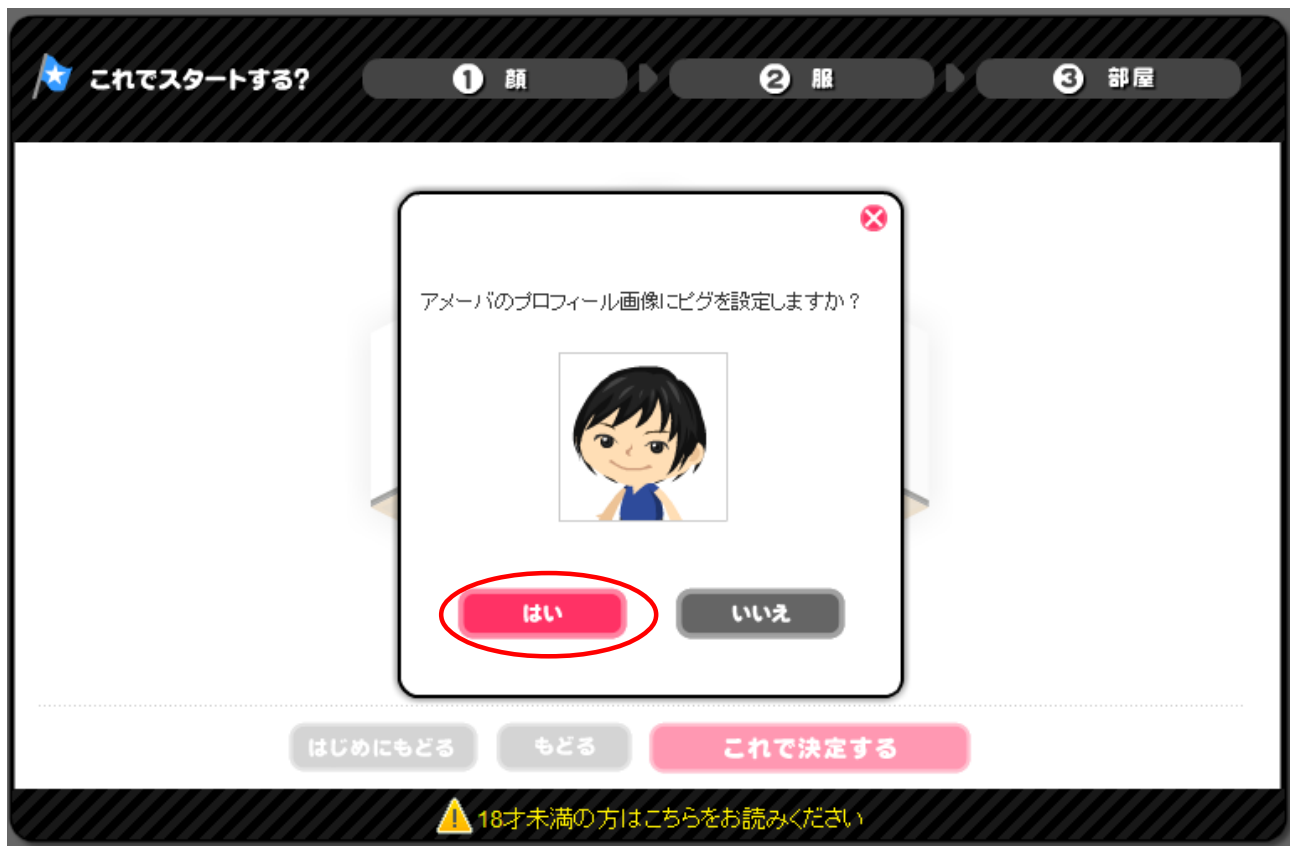 これでスタートする?
1 顔
2 服
3 部屋
アメーバのプロフィール画像にピグを設定しますか？
はい
いいえ
はじめにもどる
もどる
これで決定する
18才未満の方はこちらをお読みください